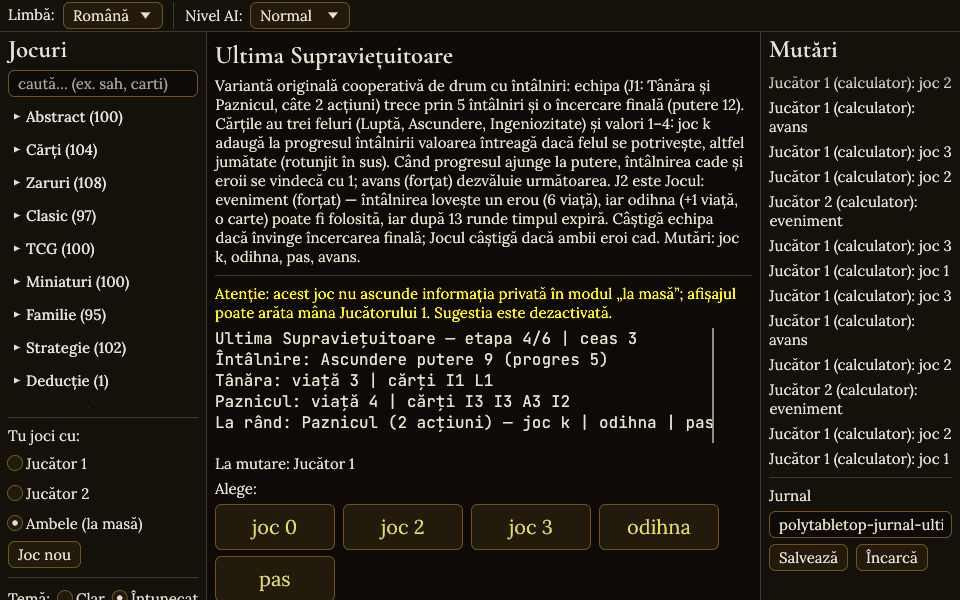 Limbă: Română ▼ Nivel AI: Normal ▼
Jocuri
caută... (ex. sah, carti)
▸ Abstract (100)
▸ Cărți (104)
▸ Zaruri (108)
▸ Clasic (97)
▸ TCG (100)
▸ Miniaturi (100)
▸ Familie (95)
▸ Strategie (102)
▸ Deducție (1)
Tu joci cu:
Jucător 1
Jucător 2
Ambele (la masă)
Joc nou
Temă: Clar Întunecat
Ultima Supraviețuitoare
Variantă originală cooperativă de drum cu întâlniri: echipa (J1: Tânăra și
Paznicul, câte 2 acțiuni) trece prin 5 întâlniri și o încercare finală (putere 12).
Cărțile au trei feluri (Luptă, Ascundere, Ingeniozitate) și valori 1–4: joc k
adaugă la progresul întâlnirii valoarea întreagă dacă felul se potrivește, altfel
jumătate (rotunjit în sus). Când progresul ajunge la putere, întâlnirea cade și
eroii se vindecă cu 1; avans (forțat) dezvăluie următoarea. J2 este Jocul:
eveniment (forțat) — întâlnirea lovește un erou (6 viață), iar odihna (+1 viață,
o carte) poate fi folosită, iar după 13 runde timpul expiră. Câștigă echipa
dacă învinge încercarea finală; Jocul câștigă dacă ambii eroi cad. Mutări: joc
k, odihna, pas, avans.
Atenție: acest joc nu ascunde informația privată în modul „la masă”; afișajul
poate arăta mâna Jucătorului 1. Sugestia este dezactivată.
Ultima Supraviețuitoare — etapa 4/6 | ceas 3
Întâlnire: Ascundere putere 9 (progres 5)
Tânăra: viață 3 | cărți I1 L1
Paznicul: viață 4 | cărți I3 I3 A3 I2
La rând: Paznicul (2 acțiuni) — joc k | odihna | pas
La mutare: Jucător 1
Alege:
joc 0
joc 2
joc 3
odihna
pas
Mutări
Jucător 1 (calculator): joc 2
Jucător 1 (calculator):
avans
Jucător 1 (calculator): joc 3
Jucător 1 (calculator): joc 2
Jucător 2 (calculator):
eveniment
Jucător 1 (calculator): joc 3
Jucător 1 (calculator): joc 1
Jucător 1 (calculator): joc 3
Jucător 1 (calculator):
avans
Jucător 1 (calculator): joc 2
Jucător 2 (calculator):
eveniment
Jucător 1 (calculator): joc 2
Jucător 1 (calculator): joc 1
Jurnal
polytabletop-jurnal-ulti
Salvează
Încarcă